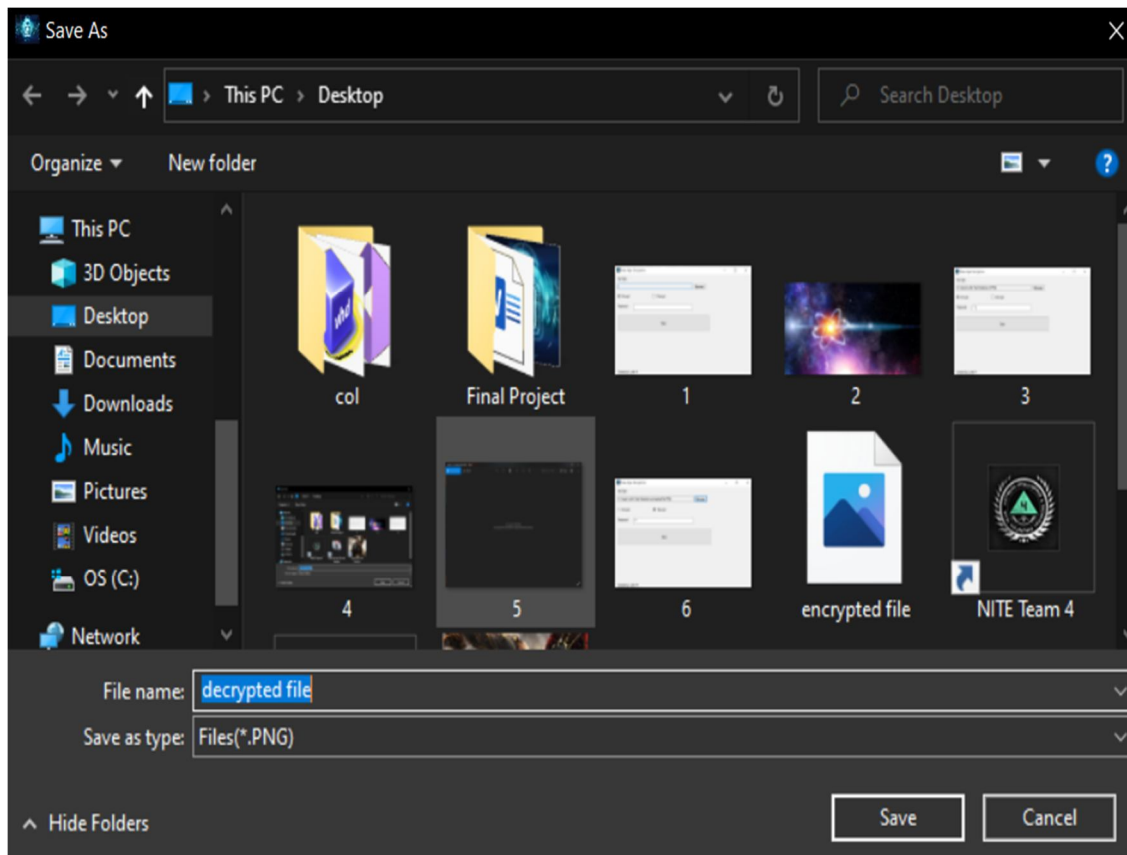 Save As
This PC > Desktop
Search Desktop
Organize
New folder
This PC
3D Objects
Desktop
Documents
Downloads
Music
Pictures
Videos
OS (C:)
Network
col
Final Project
1
2
3
4
5
6
encrypted file
NITE Team 4
File name: decrypted file
Save as type: Files(*.PNG)
Hide Folders
Save
Cancel